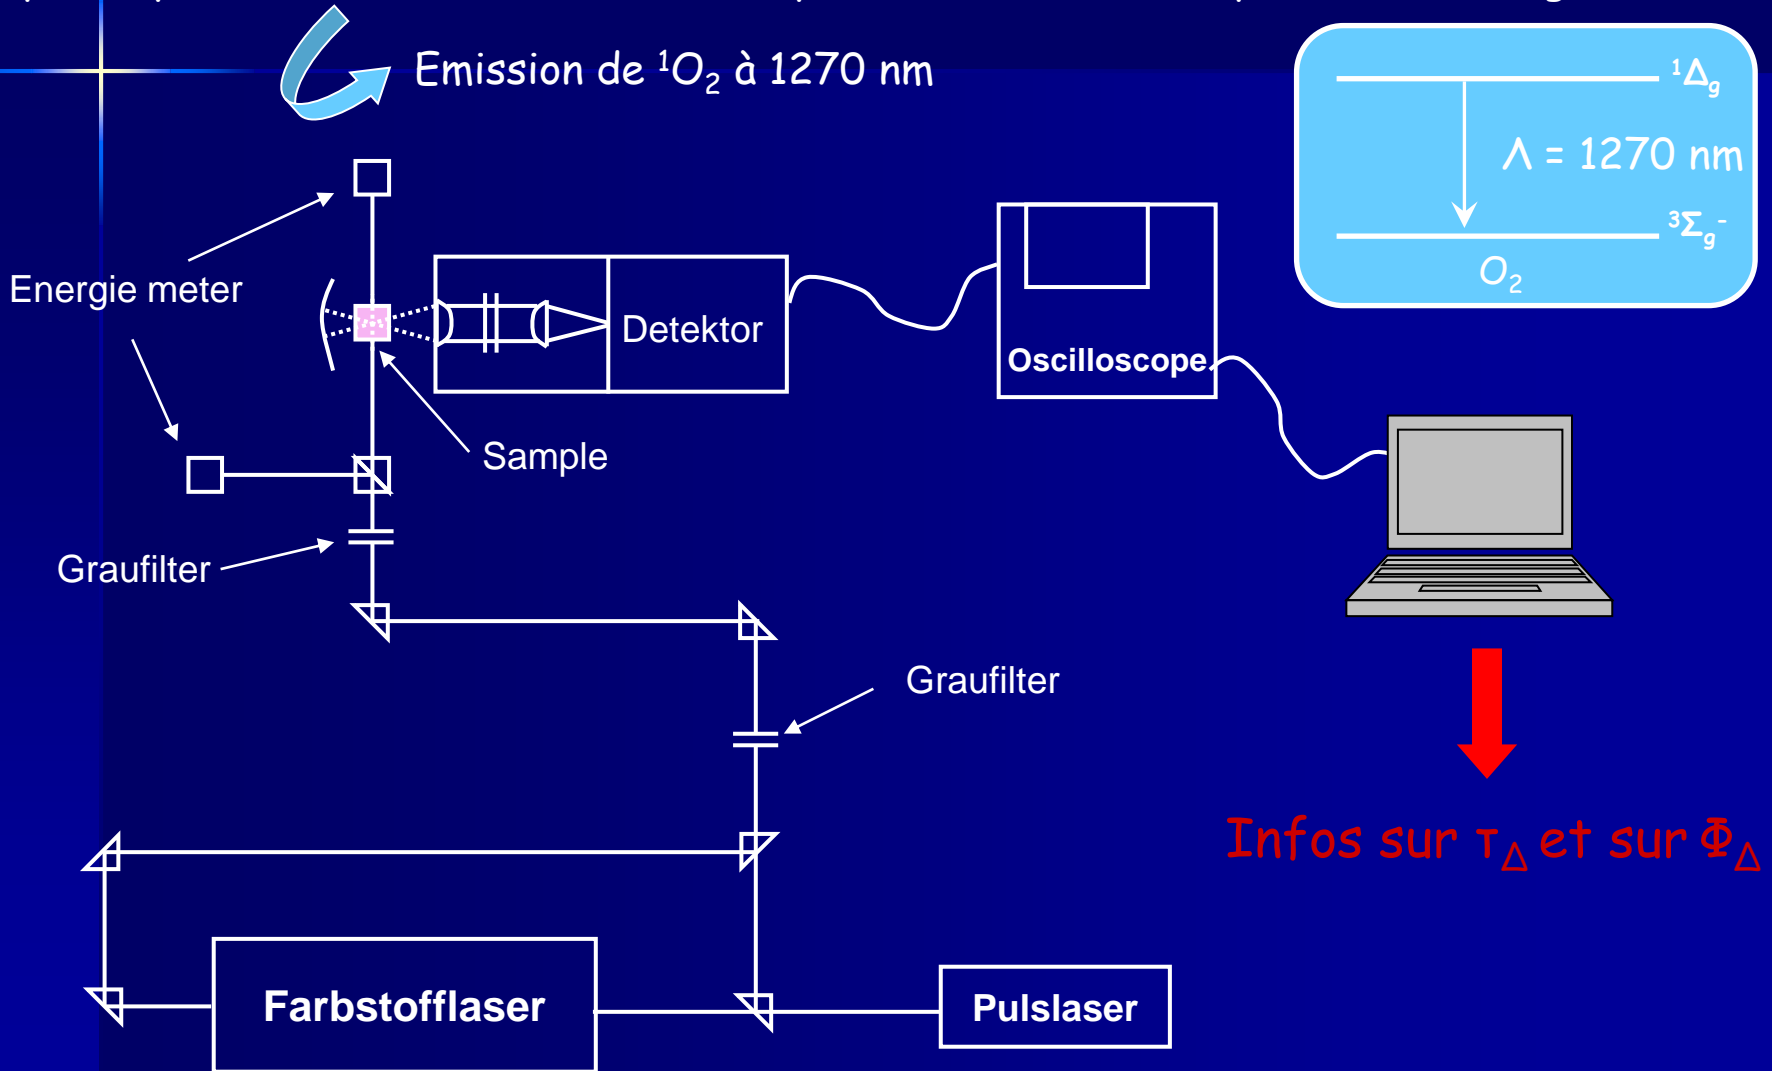 Emission de ¹O₂ à 1270 nm
¹Δg
Λ = 1270 nm
³Σg⁻
O₂
Energie meter
Detektor
Oscilloscope
Sample
Graufilter
Graufilter
Infos sur τΔ et sur ΦΔ
Farbstofflaser
Pulslaser